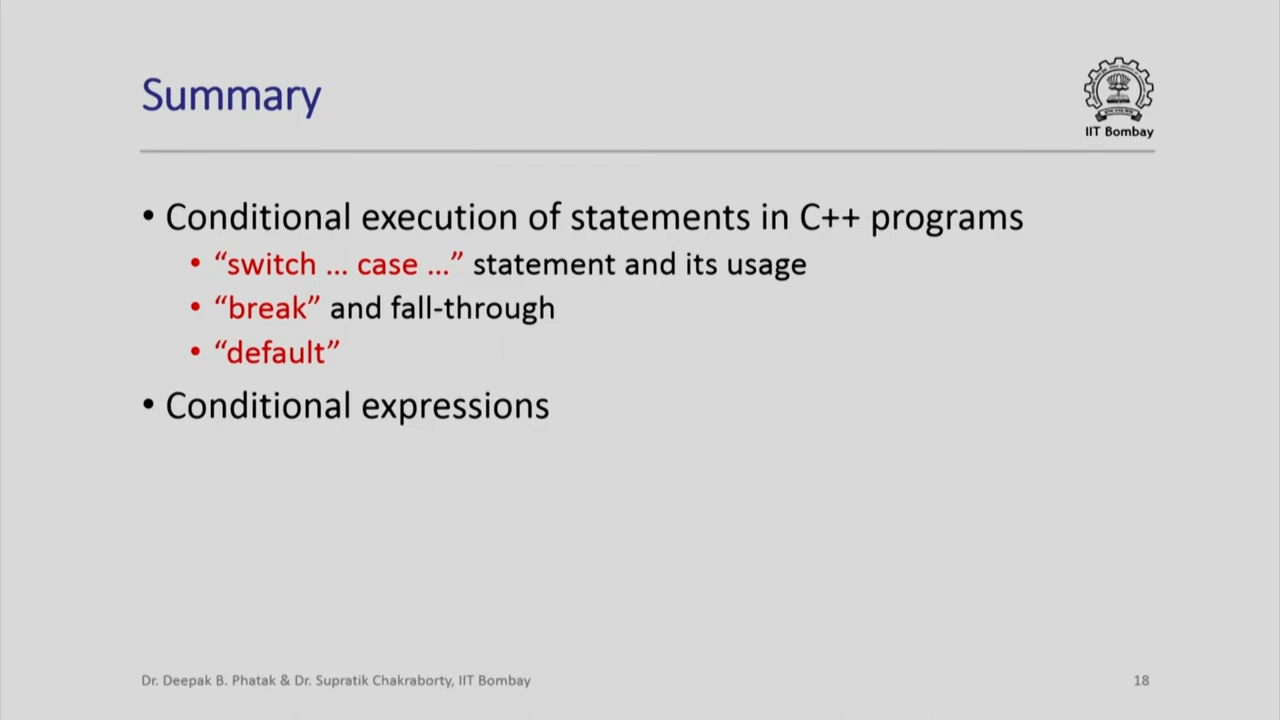 Summary
IIT Bombay
• Conditional execution of statements in C++ programs
• “switch ... case ...” statement and its usage
• “break” and fall-through
• “default”
• Conditional expressions
Dr. Deepak B. Phatak & Dr. Supratik Chakraborty, IIT Bombay
18